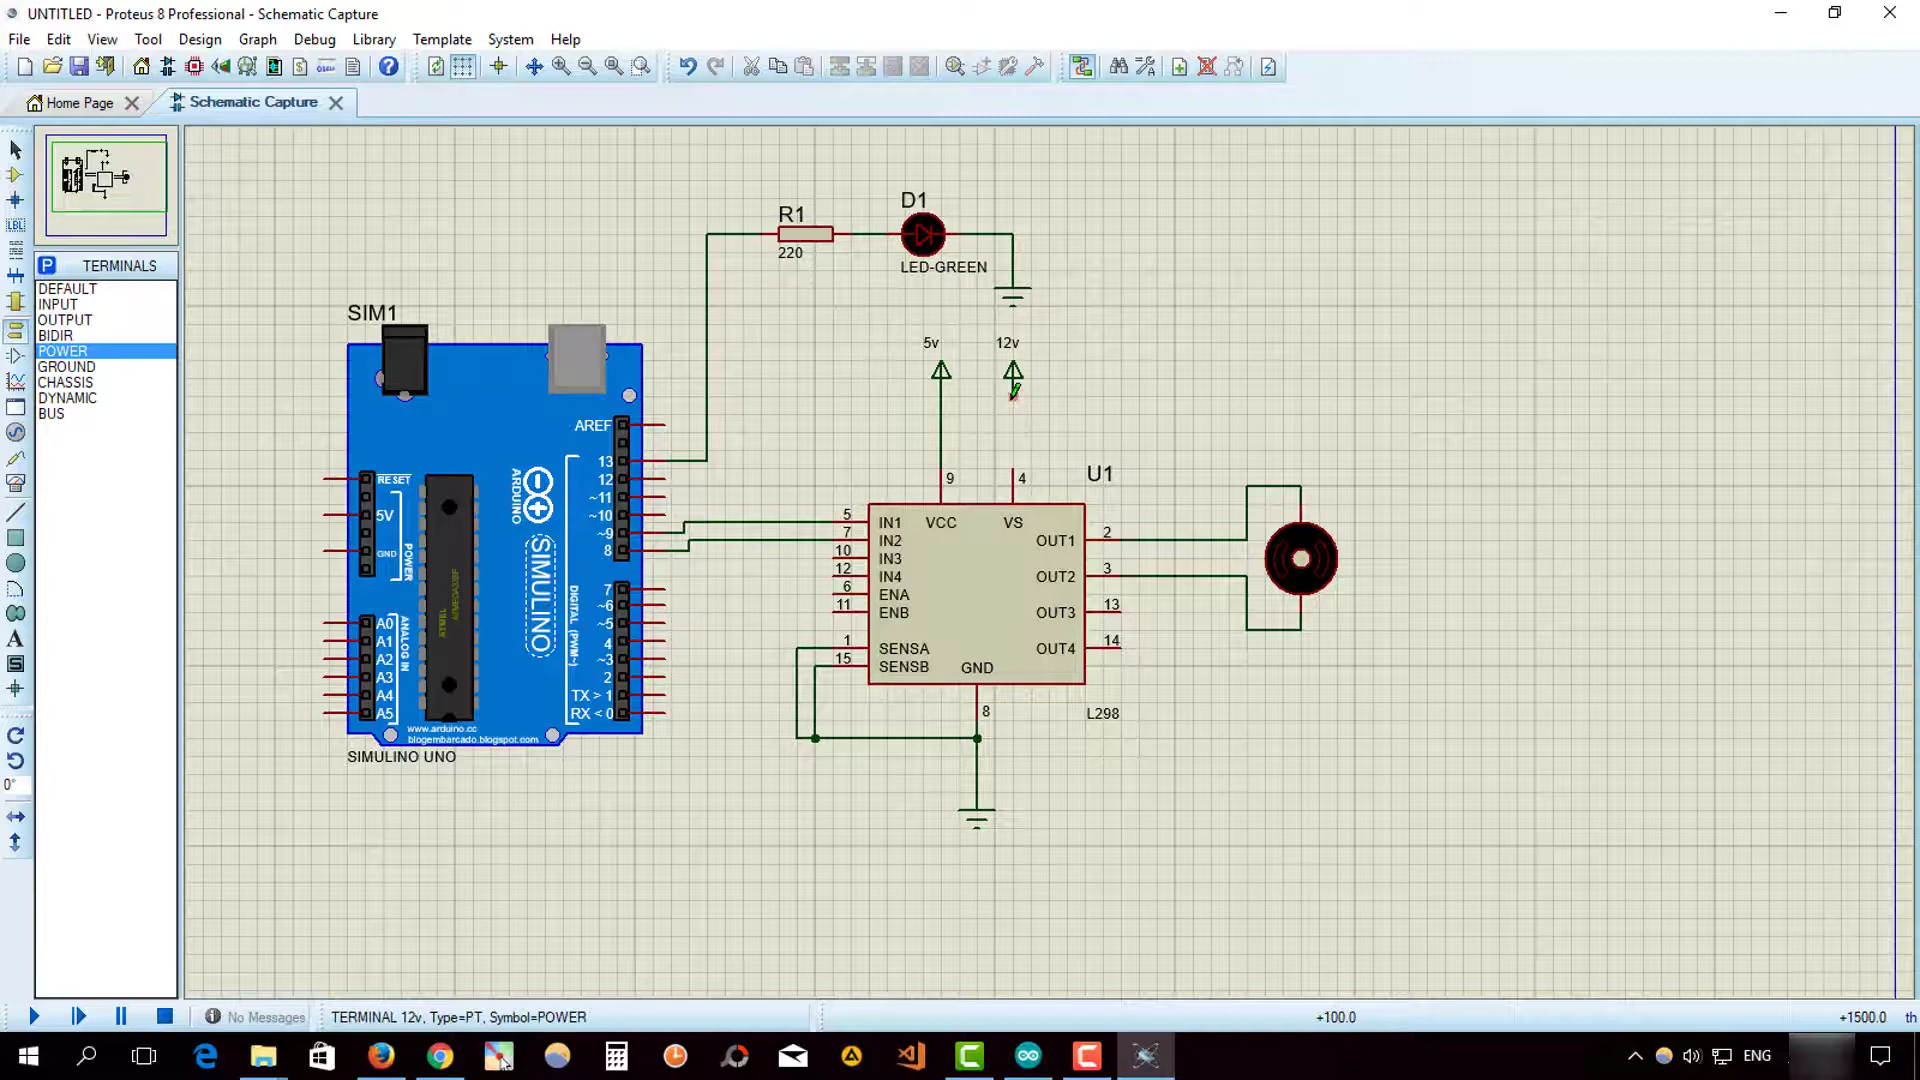 UNTITLED - Proteus 8 Professional - Schematic Capture
File Edit View Tool Design Graph Debug Library Template System Help
Home Page
Schematic Capture
LBL
P
TERMINALS
DEFAULT
INPUT
OUTPUT
BIDIR
POWER
GROUND
CHASSIS
DYNAMIC
BUS
A
S
0°
R1
220
D1
LED-GREEN
5v
12v
SIM1
AREF
13
12
~11
~10
~9
8
7
~6
~5
4
~3
2
TX > 1
RX < 0
RESET
5V
GND
POWER
A0
A1
A2
A3
A4
A5
ANALOG IN
ATMEL
ATMEGA328P
ARDUINO
SIMULINO
DIGITAL (PWM~)
www.arduino.cc
blogembarcado.blogspot.com
SIMULINO UNO
9
4
U1
5 IN1 VCC VS
7 IN2 OUT1 2
10 IN3
12 IN4 OUT2 3
6 ENA
11 ENB OUT3 13
1 SENSA OUT4 14
15 SENSB GND
8
L298
No Messages
TERMINAL 12v, Type=PT, Symbol=POWER
+100.0
+1500.0
th
ENG